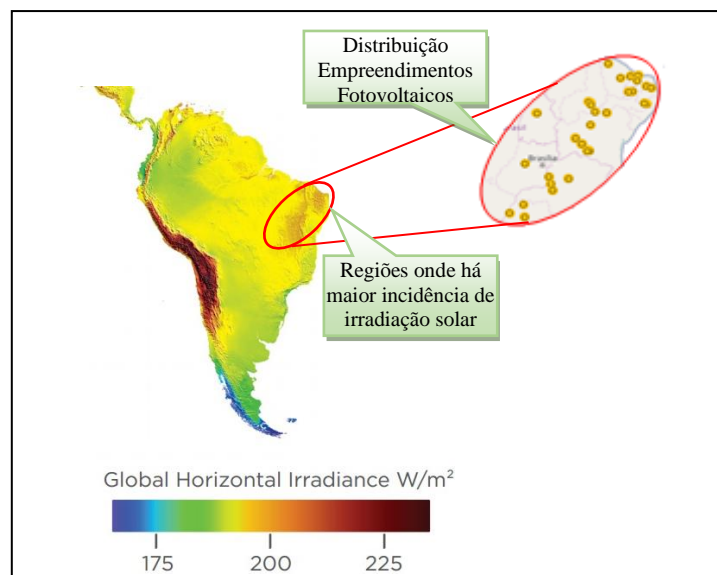 Distribuição
Empreendimentos
Fotovoltaicos
Brasília
Regiões onde há
maior incidência de
irradiação solar
Global Horizontal Irradiance W/m²
175 200 225